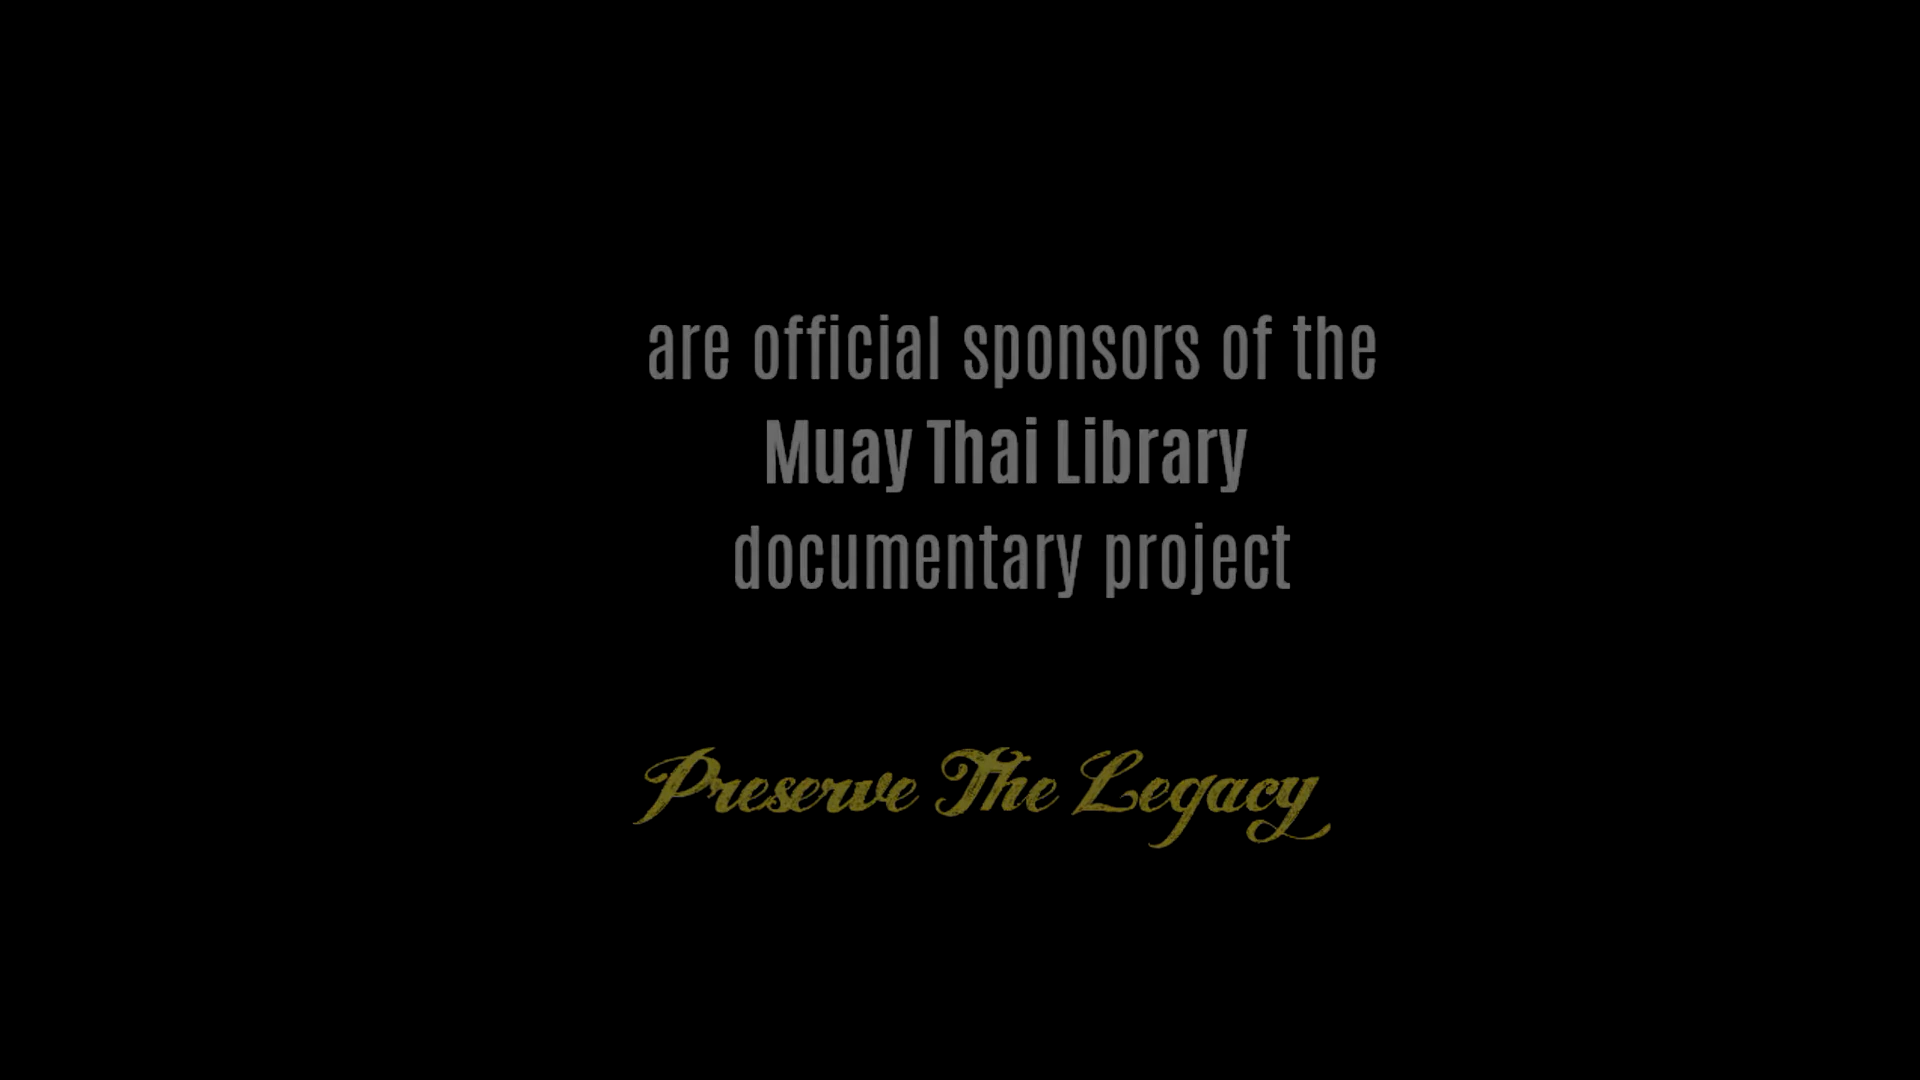 are official sponsors of the
Muay Thai Library
documentary project
Preserve The Legacy